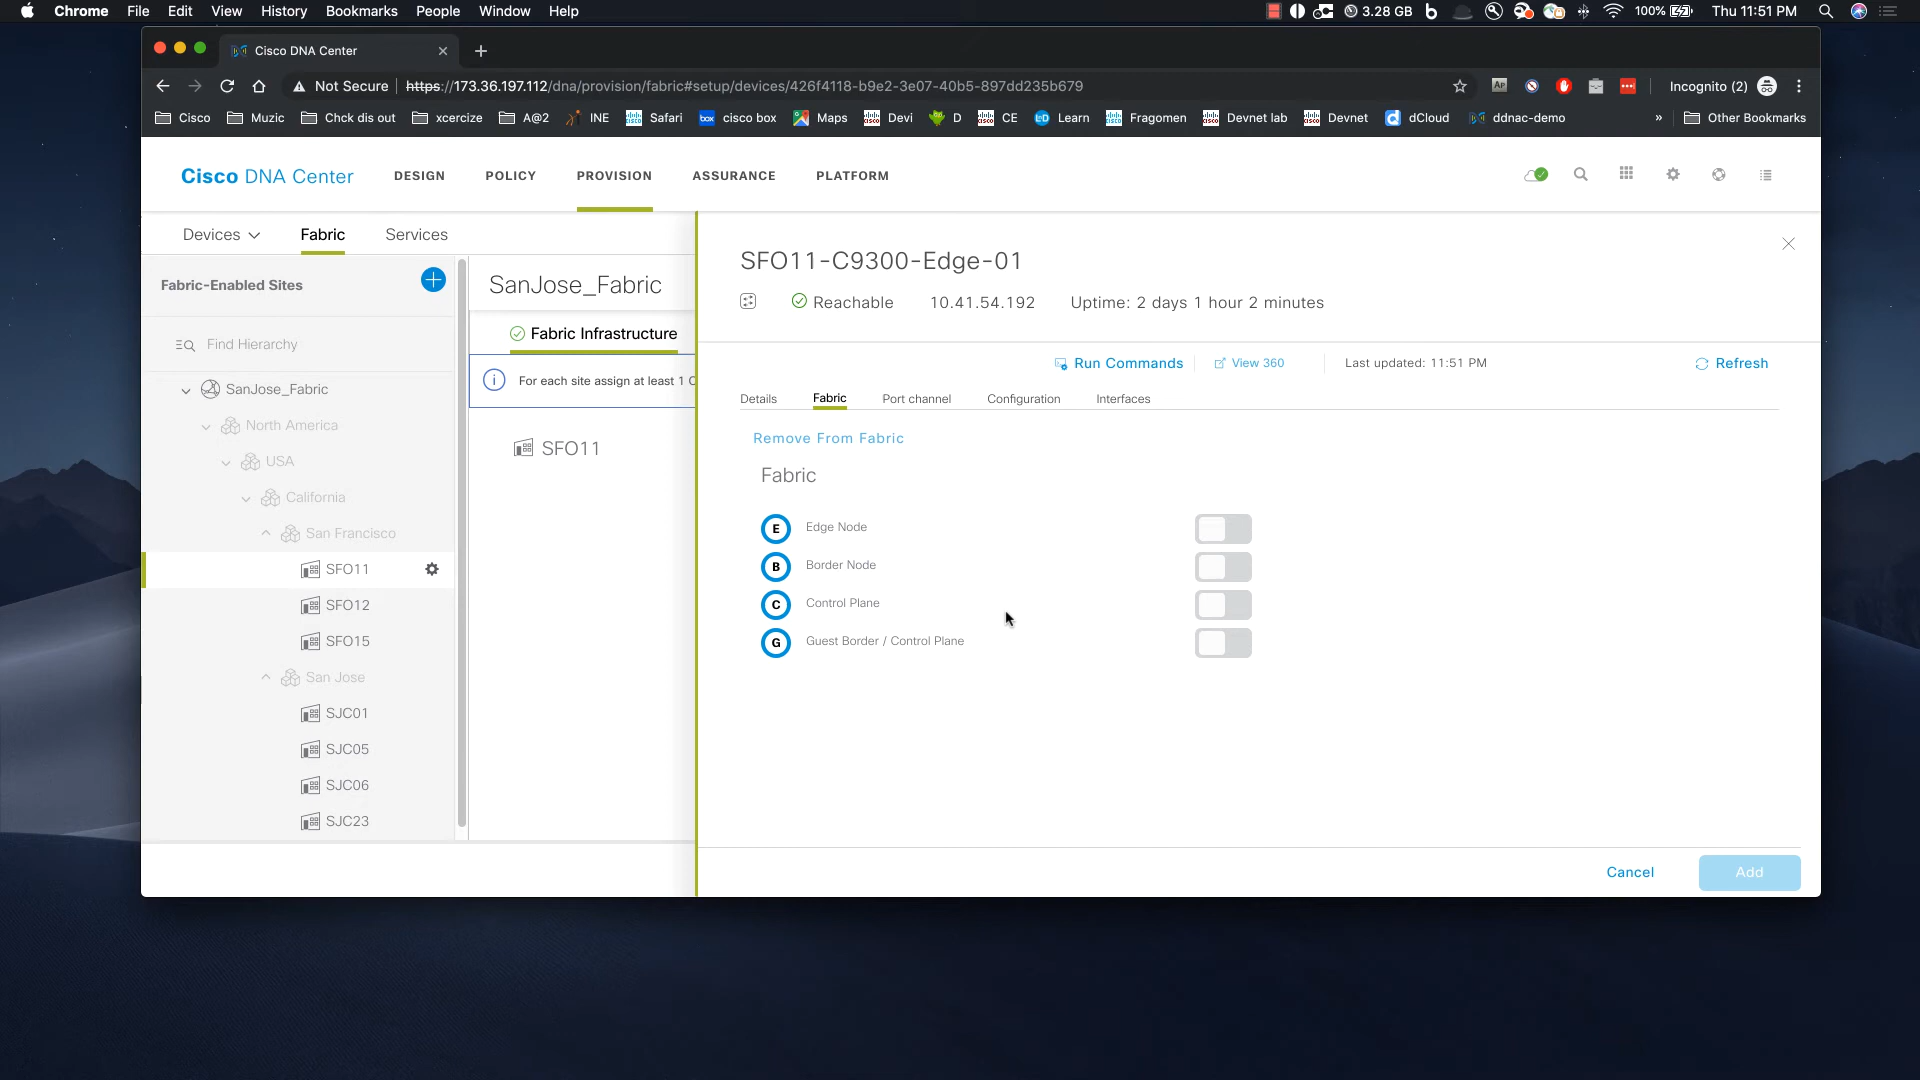 Chrome File Edit View History Bookmarks People Window Help 3.28 GB 100% Thu 11:51 PM
Cisco DNA Center
Not Secure https://173.36.197.112/dna/provision/fabric#setup/devices/426f4118-b9e2-3e07-40b5-897dd235b679 Incognito (2)
Cisco Muzic Chck dis out xcercize A@2 INE Safari box cisco box Maps Devi D CE Learn Fragomen Devnet lab Devnet dCloud ddnac-demo » Other Bookmarks
Cisco DNA Center DESIGN POLICY PROVISION ASSURANCE PLATFORM
Devices Fabric Services
Fabric-Enabled Sites
Find Hierarchy
SanJose_Fabric
North America
USA
California
San Francisco
SFO11
SFO12
SFO15
San Jose
SJC01
SJC05
SJC06
SJC23
SanJose_Fabric
Fabric Infrastructure
For each site assign at least 1 C
SFO11
SFO11-C9300-Edge-01
Reachable 10.41.54.192 Uptime: 2 days 1 hour 2 minutes
Run Commands View 360 Last updated: 11:51 PM Refresh
Details Fabric Port channel Configuration Interfaces
Remove From Fabric
Fabric
E Edge Node
B Border Node
C Control Plane
G Guest Border / Control Plane
Cancel Add